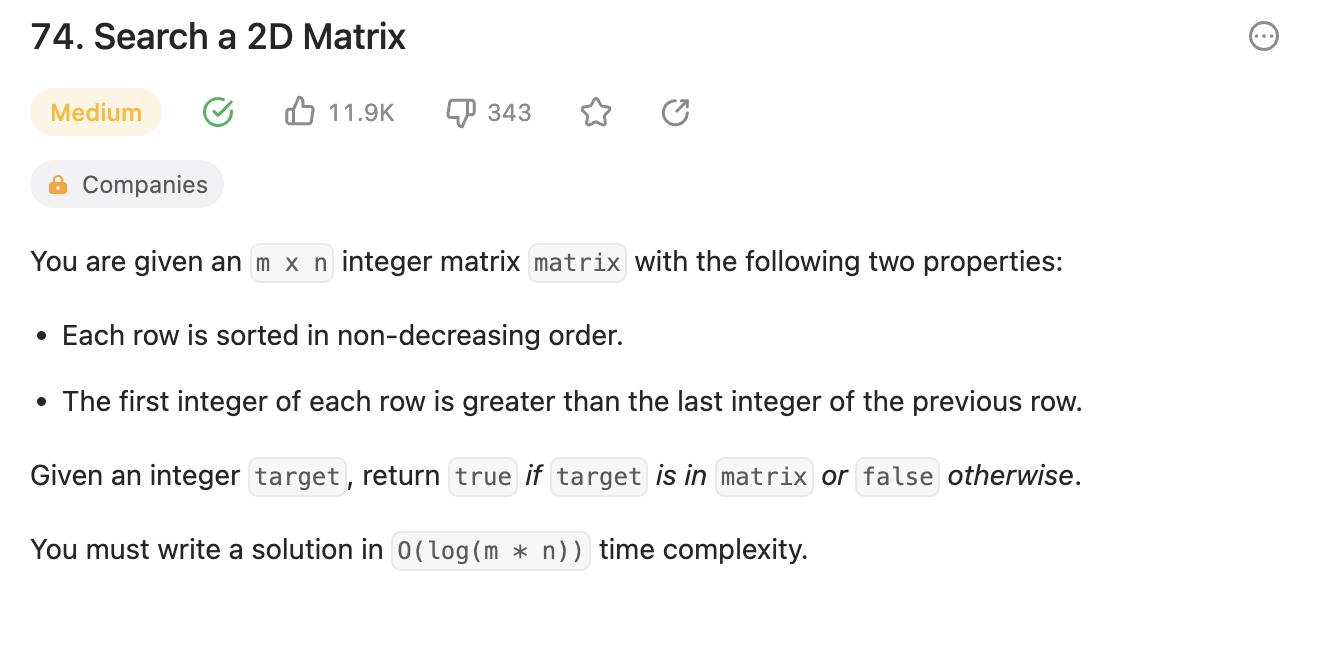 74. Search a 2D Matrix
Medium 11.9K 343
Companies
You are given an m x n integer matrix matrix with the following two properties:
• Each row is sorted in non-decreasing order.
• The first integer of each row is greater than the last integer of the previous row.
Given an integer target, return true if target is in matrix or false otherwise.
You must write a solution in O(log(m * n)) time complexity.